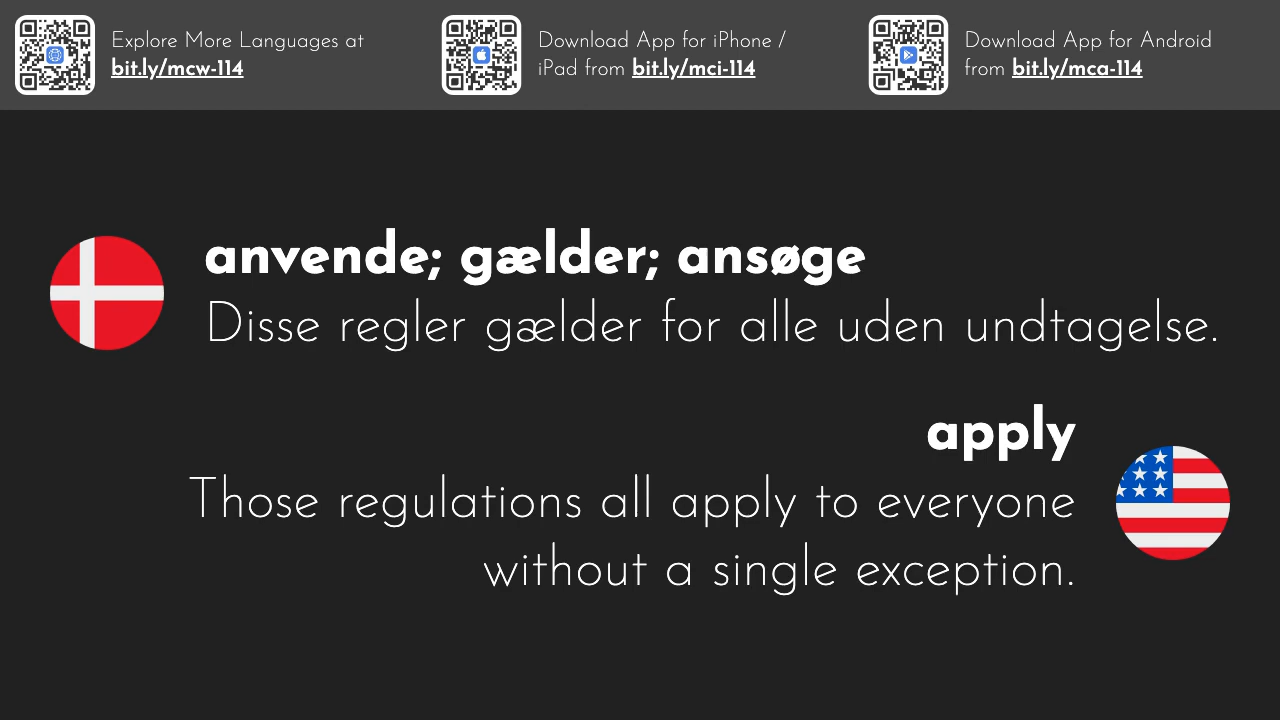 Explore More Languages at
bit.ly/mcw-114
Download App for iPhone /
iPad from bit.ly/mci-114
Download App for Android
from bit.ly/mca-114
anvende; gælder; ansøge
Disse regler gælder for alle uden undtagelse.
apply
Those regulations all apply to everyone
without a single exception.